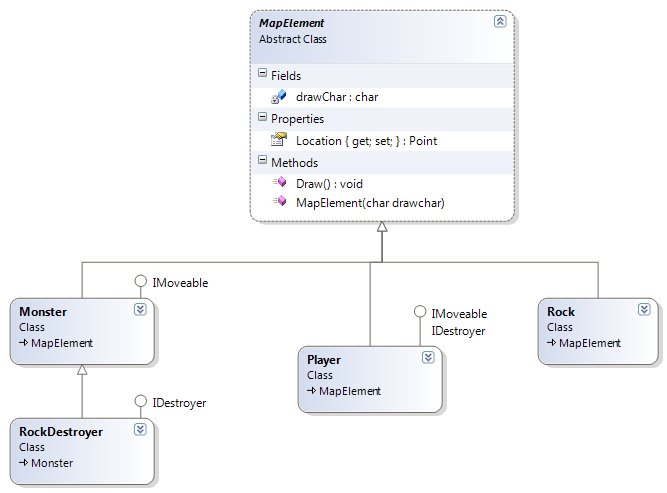 MapElement
Abstract Class
Fields
drawChar : char
Properties
Location { get; set; } : Point
Methods
Draw() : void
MapElement(char drawchar)
IMoveable
Monster
Class
MapElement
IMoveable
IDestroyer
Player
Class
MapElement
Rock
Class
MapElement
IDestroyer
RockDestroyer
Class
Monster